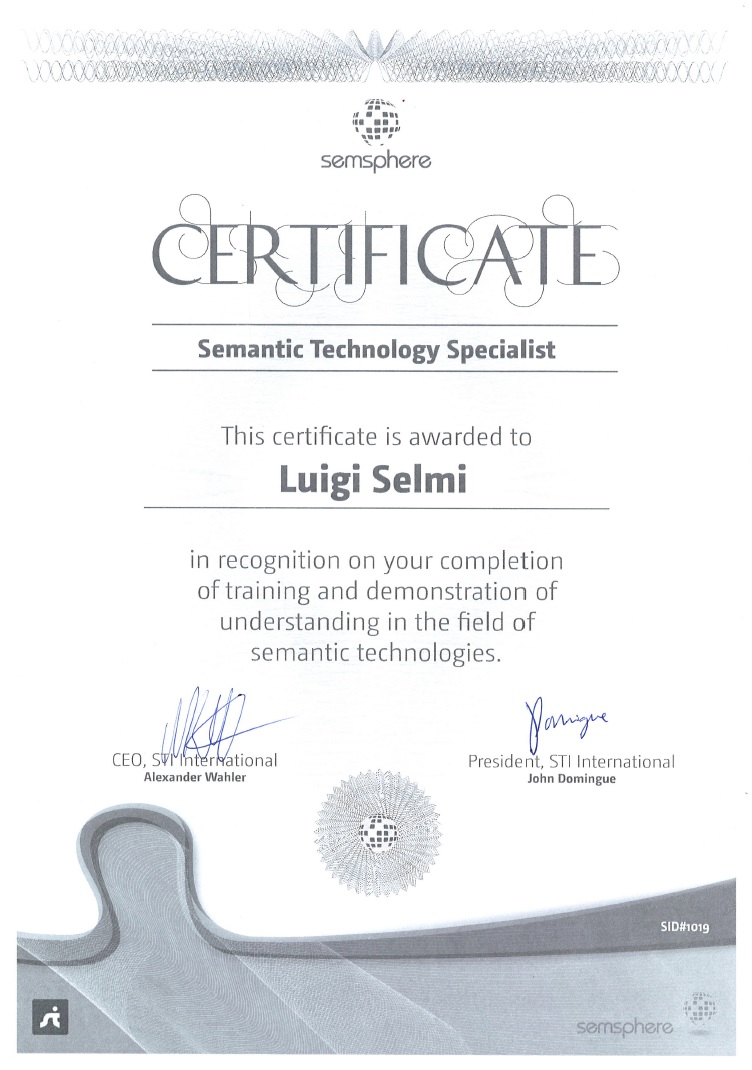 semsphere
CERTIFICATE
Semantic Technology Specialist
This certificate is awarded to
Luigi Selmi
in recognition on your completion
of training and demonstration of
understanding in the field of
semantic technologies.
Domingue
CEO, STI International
Alexander Wahler
President, STI International
John Domingue
SID#1019
semsphere